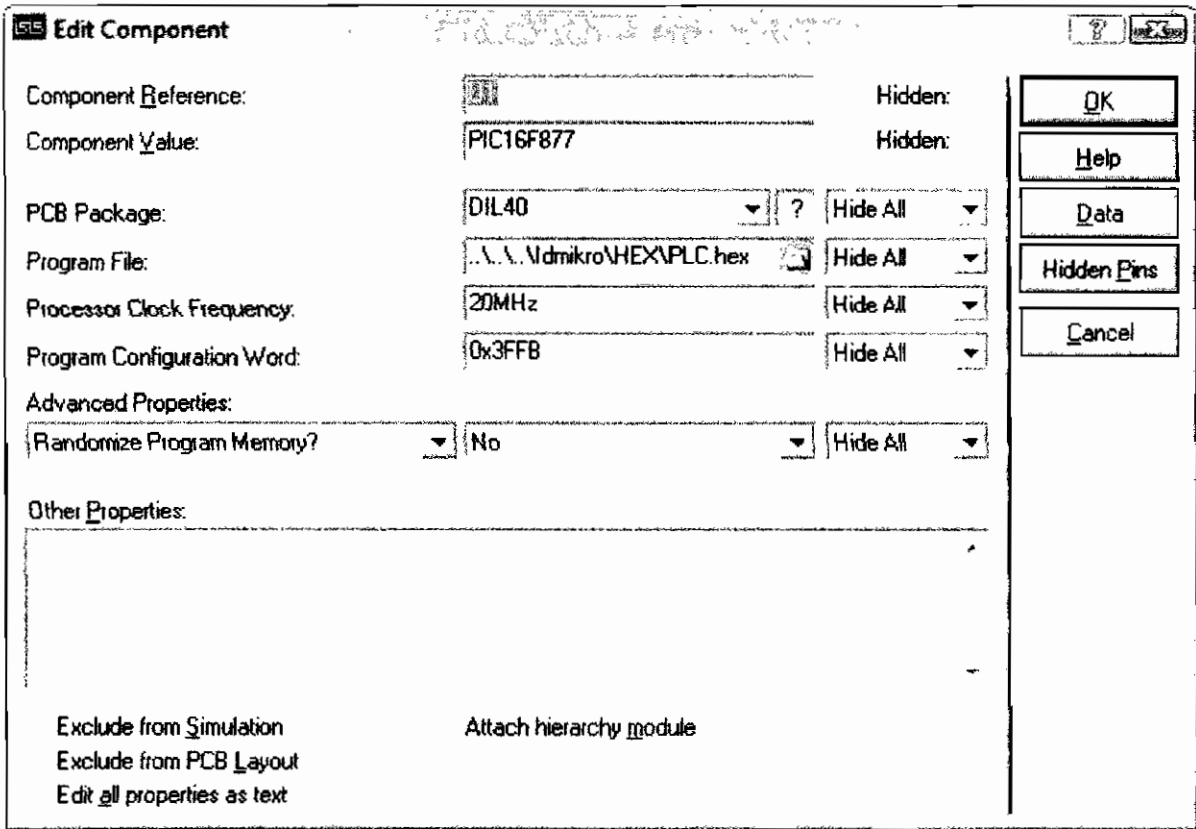 Edit Component
Component Reference: Hidden:
Component Value: PIC16F877 Hidden:
PCB Package: DIL40 ? Hide All
Program File: ..\..\..\ldmikro\HEX\PLC.hex Hide All
Processor Clock Frequency: 20MHz Hide All
Program Configuration Word: 0x3FFB Hide All
Advanced Properties:
Randomize Program Memory? No Hide All
Other Properties:
Exclude from Simulation Attach hierarchy module
Exclude from PCB Layout
Edit all properties as text
?
OK
Help
Data
Hidden Pins
Cancel